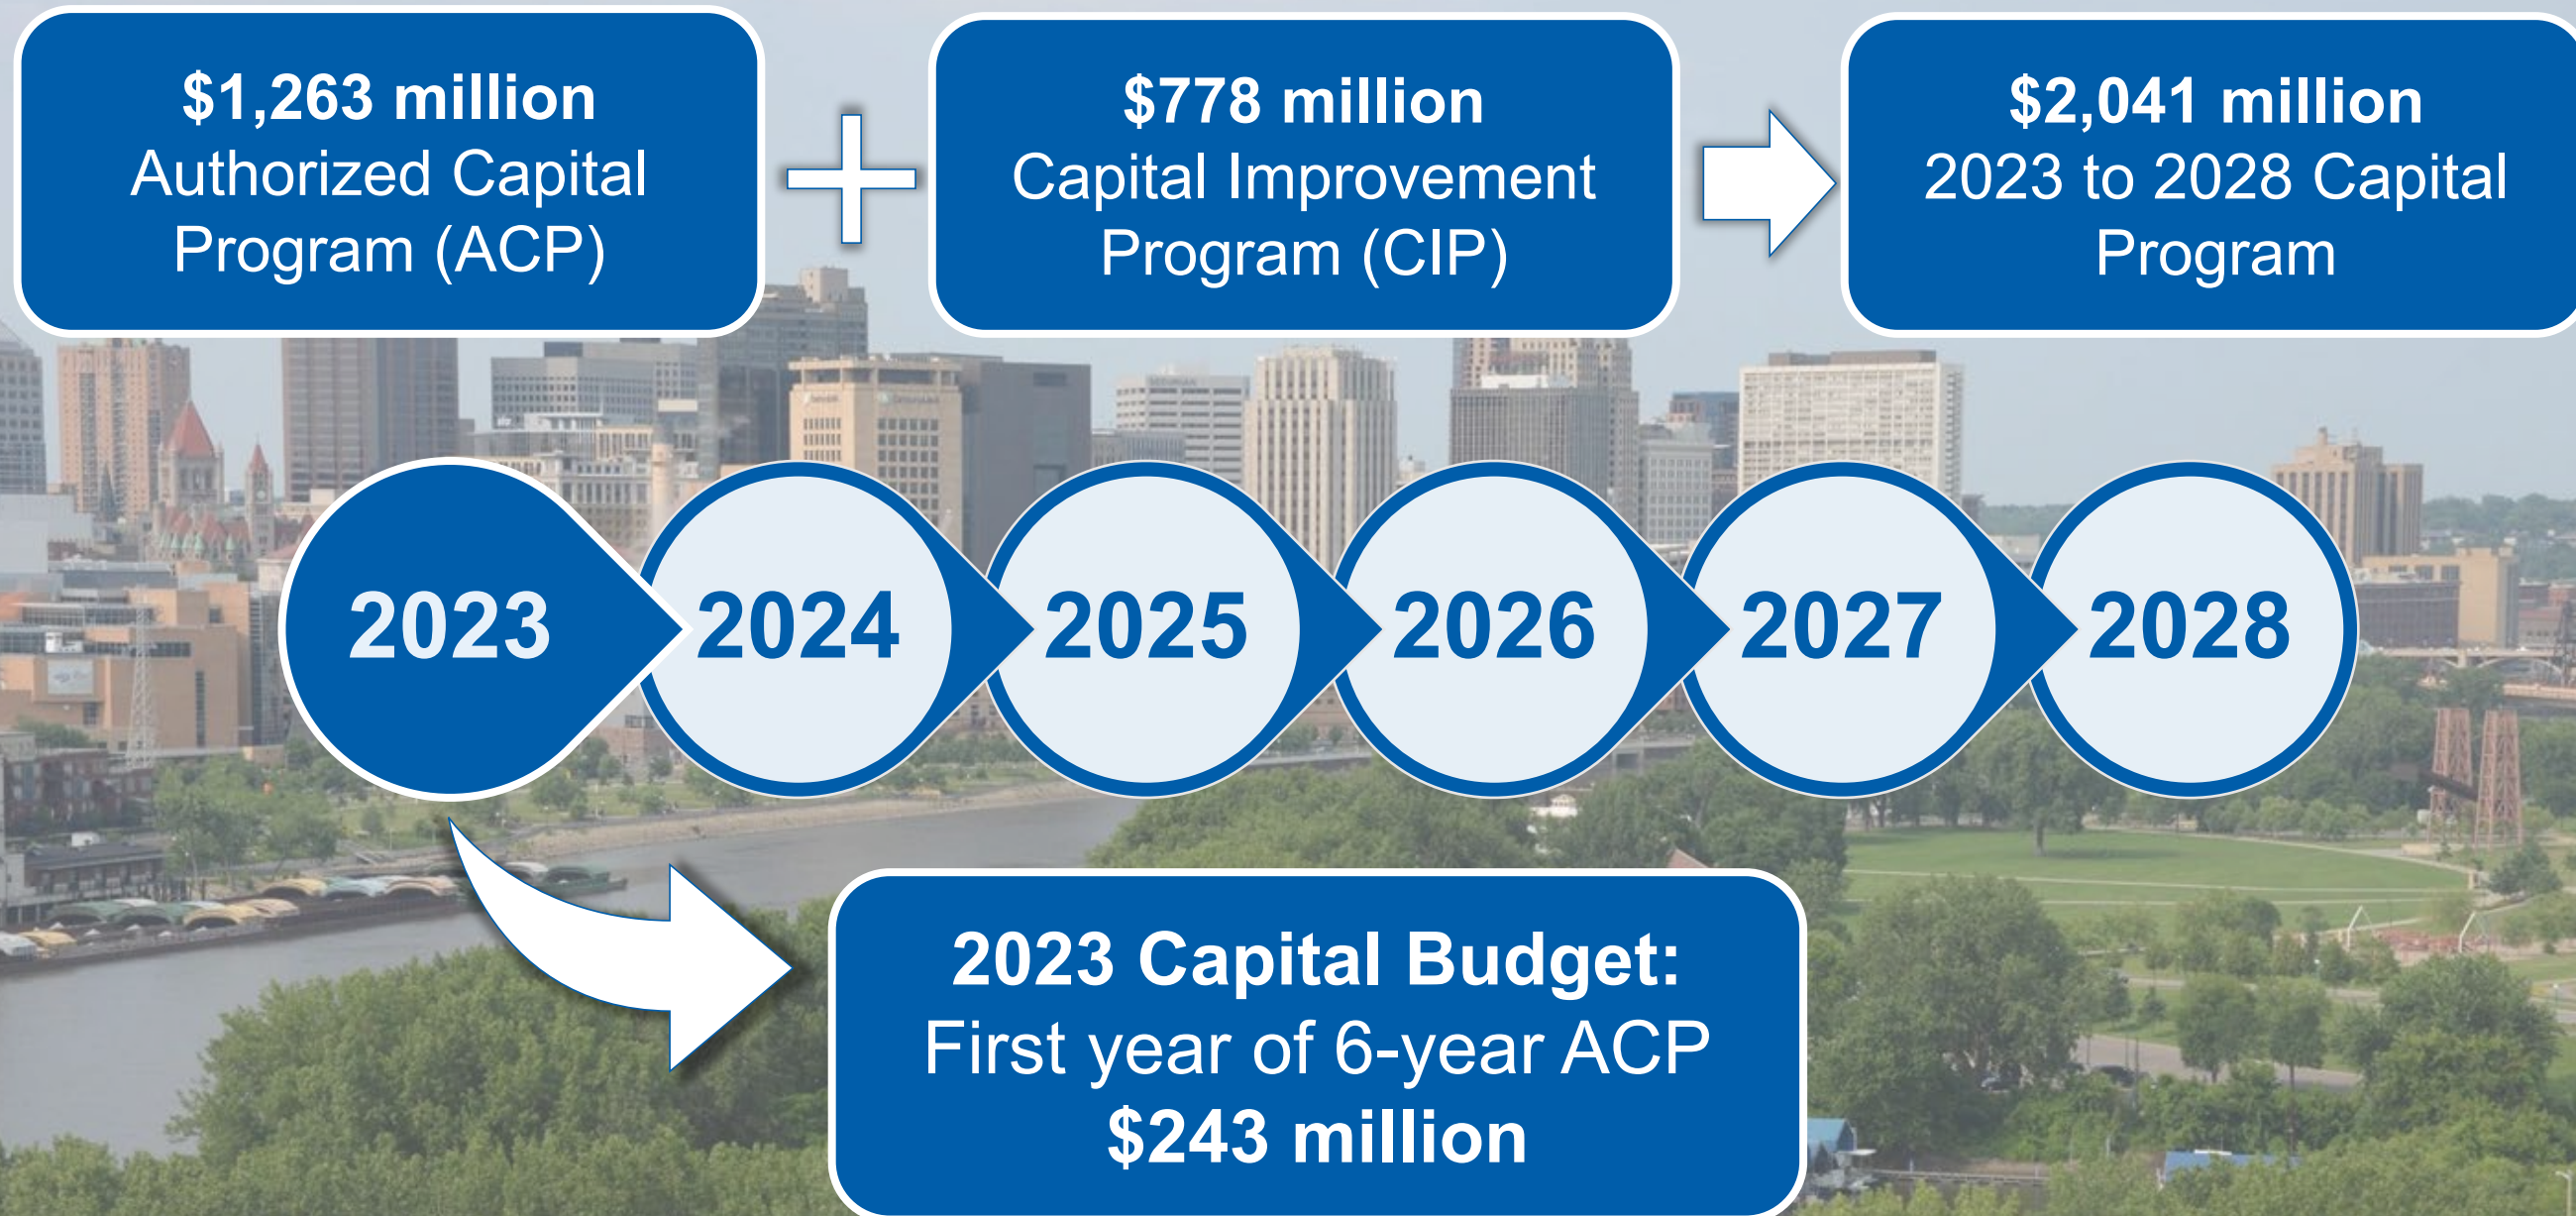 $1,263 million
Authorized Capital
Program (ACP)
$778 million
Capital Improvement
Program (CIP)
$2,041 million
2023 to 2028 Capital
Program
2023
2024
2025
2026
2027
2028
2023 Capital Budget:
First year of 6-year ACP
$243 million